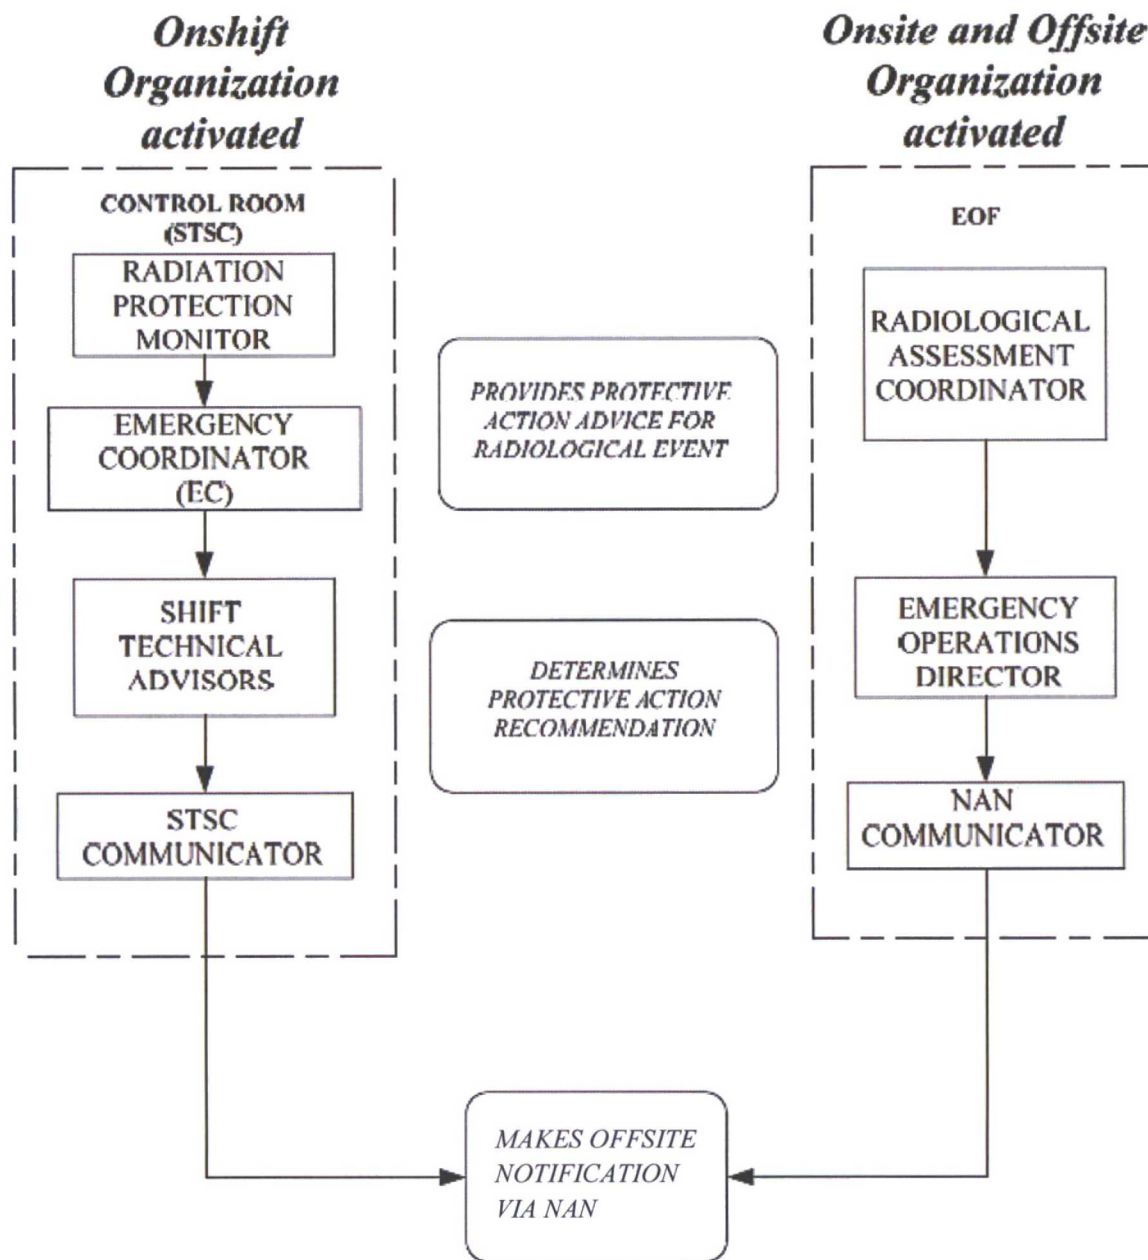 Onshift
Organization
activated
CONTROL ROOM
(STSC)
RADIATION
PROTECTION
MONITOR
EMERGENCY
COORDINATOR
(EC)
SHIFT
TECHNICAL
ADVISORS
STSC
COMMUNICATOR
PROVIDES PROTECTIVE
ACTION ADVICE FOR
RADIOLOGICAL EVENT
DETERMINES
PROTECTIVE ACTION
RECOMMENDATION
Onsite and Offsite
Organization
activated
EOF
RADIOLOGICAL
ASSESSMENT
COORDINATOR
EMERGENCY
OPERATIONS
DIRECTOR
NAN
COMMUNICATOR
MAKES OFFSITE
NOTIFICATION
VIA NAN